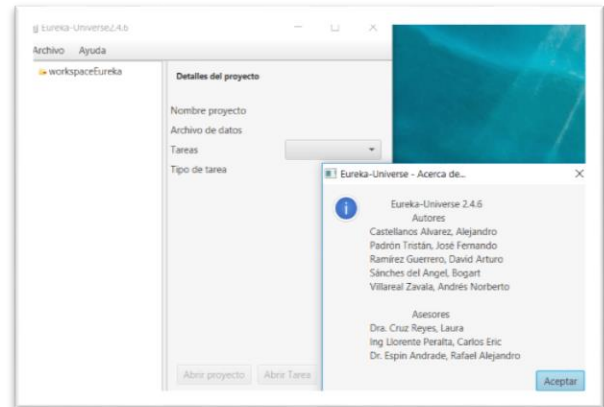 Eureka-Universe2.4.6
Archivo Ayuda
workspaceEureka
Detalles del proyecto
Nombre proyecto
Archivo de datos
Tareas
Tipo de tarea
Abrir proyecto Abrir Tarea
Eureka-Universe - Acerca de...
Eureka-Universe 2.4.6
Autores
Castellanos Alvarez, Alejandro
Padrón Tristán, José Fernando
Ramírez Guerrero, David Arturo
Sánches del Angel, Bogart
Villareal Zavala, Andrés Norberto
Asesores
Dra. Cruz Reyes, Laura
Ing Llorente Peralta, Carlos Eric
Dr. Espin Andrade, Rafael Alejandro
Aceptar